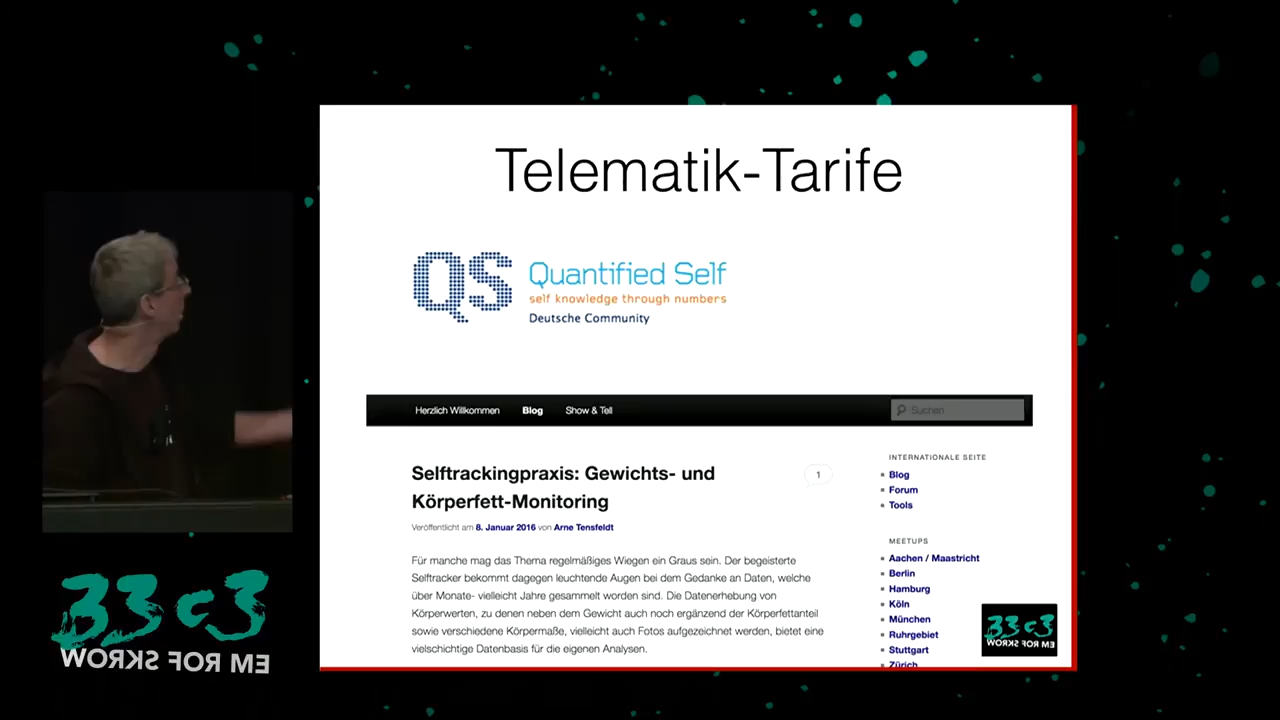 Telematik-Tarife
QS
Quantified Self
self knowledge through numbers
Deutsche Community
Herzlich Willkommen Blog Show & Tell
Suchen
Selftrackingpraxis: Gewichts- und
Körperfett-Monitoring
1
Veröffentlicht am 8. Januar 2016 von Arne Tensfeldt
Für manche mag das Thema regelmäßiges Wiegen ein Graus sein. Der begeisterte
Selftracker bekommt dagegen leuchtende Augen bei dem Gedanke an Daten, welche
über Monate- vielleicht Jahre gesammelt worden sind. Die Datenerhebung von
Körperwerten, zu denen neben dem Gewicht auch noch ergänzend der Körperfettanteil
sowie verschiedene Körpermaße, vielleicht auch Fotos aufgezeichnet werden, bietet eine
vielschichtige Datenbasis für die eigenen Analysen.
INTERNATIONALE SEITE
Blog
Forum
Tools
MEETUPS
Aachen / Maastricht
Berlin
Hamburg
Köln
München
Ruhrgebiet
Stuttgart
Zürich
33c3
WORKS FOR ME
33c3
WORKS FOR ME